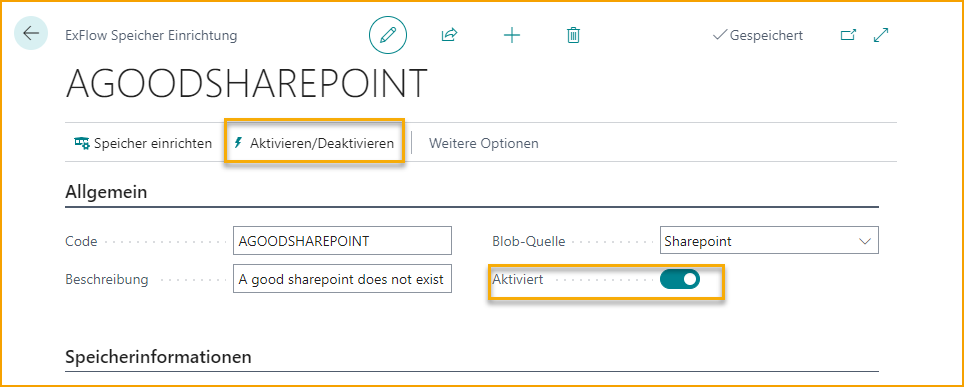 ExFlow Speicher Einrichtung
Gespeichert
AGOODSHAREPOINT
Speicher einrichten Aktivieren/Deaktivieren Weitere Optionen
Allgemein
Code AGOODSHAREPOINT Blob-Quelle Sharepoint
Beschreibung A good sharepoint does not exist Aktiviert
Speicherinformationen